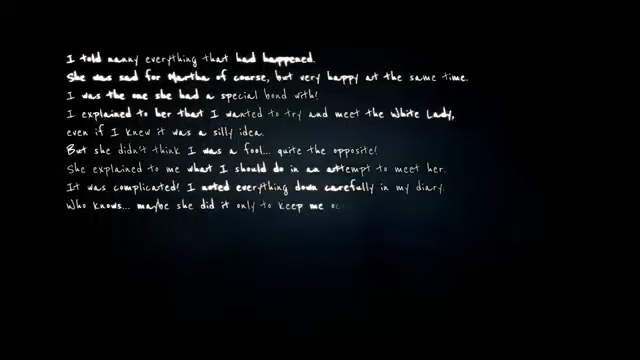 I told nanny everything that had happened.
She was sad for Martha of course, but very happy at the same time.
I was the one she had a special bond with!
I explained to her that I wanted to try and meet the White Lady,
even if I knew it was a silly idea.
But she didn't think I was a fool... quite the opposite!
She explained to me what I should do in an attempt to meet her.
It was complicated! I noted everything down carefully in my diary.
Who knows... maybe she did it only to keep me